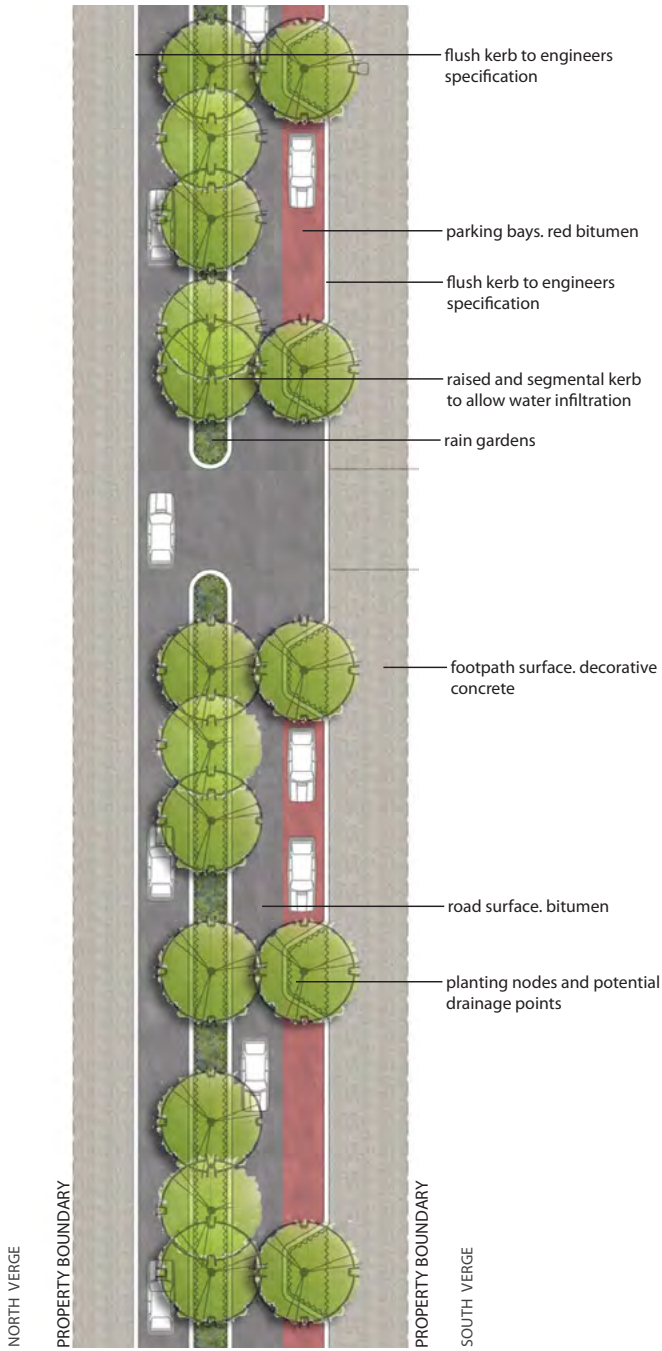 flush kerb to engineers
specification
parking bays. red bitumen
flush kerb to engineers
specification
raised and segmental kerb
to allow water infiltration
rain gardens
footpath surface. decorative
concrete
road surface. bitumen
planting nodes and potential
drainage points
NORTH VERGE
PROPERTY BOUNDARY
PROPERTY BOUNDARY
SOUTH VERGE